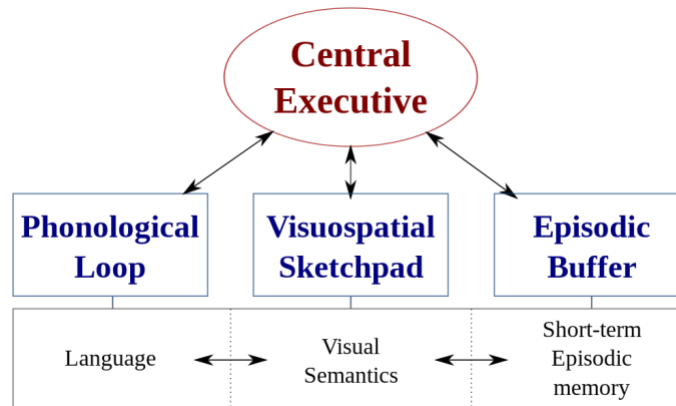 Central
Executive
Phonological
Loop
Visuospatial
Sketchpad
Episodic
Buffer
Language
Visual
Semantics
Short-term
Episodic
memory